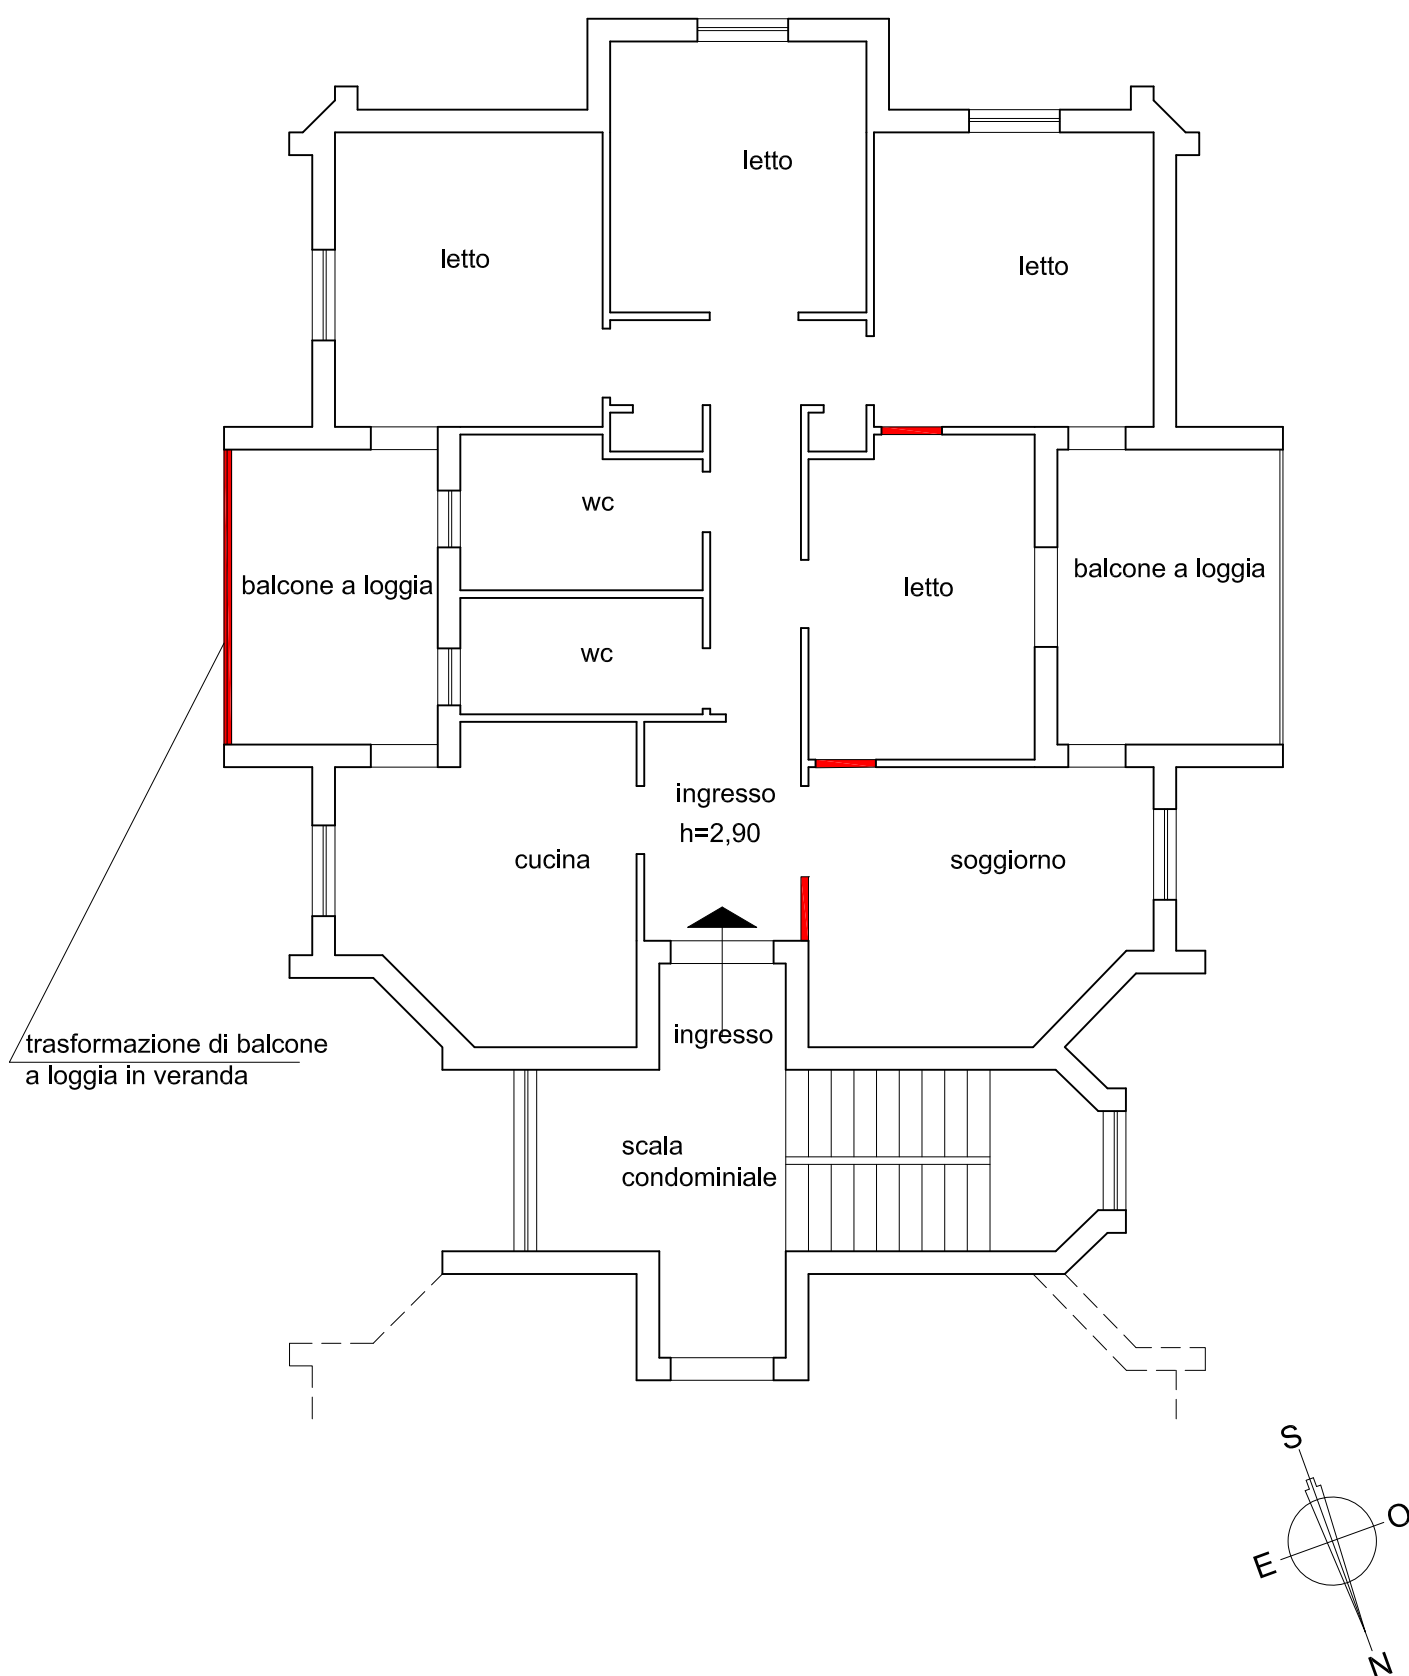 letto
letto
letto
wc
balcone a loggia
balcone a loggia
letto
wc
ingresso
h=2,90
cucina
soggiorno
ingresso
trasformazione di balcone
a loggia in veranda
scala
condominiale
S
O
E
N